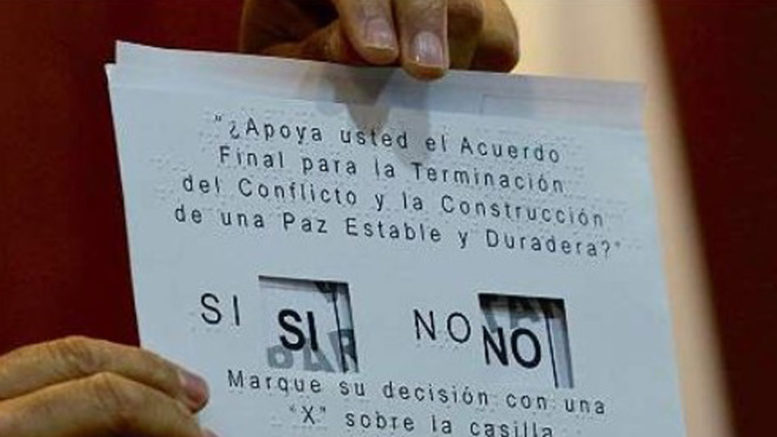 "¿Apoya usted el Acuerdo
Final para la Terminación
del Conflicto y la Construcción
de una Paz Estable y Duradera?"
SI SI NO NO
Marque su decisión con una
"X" sobre la casilla